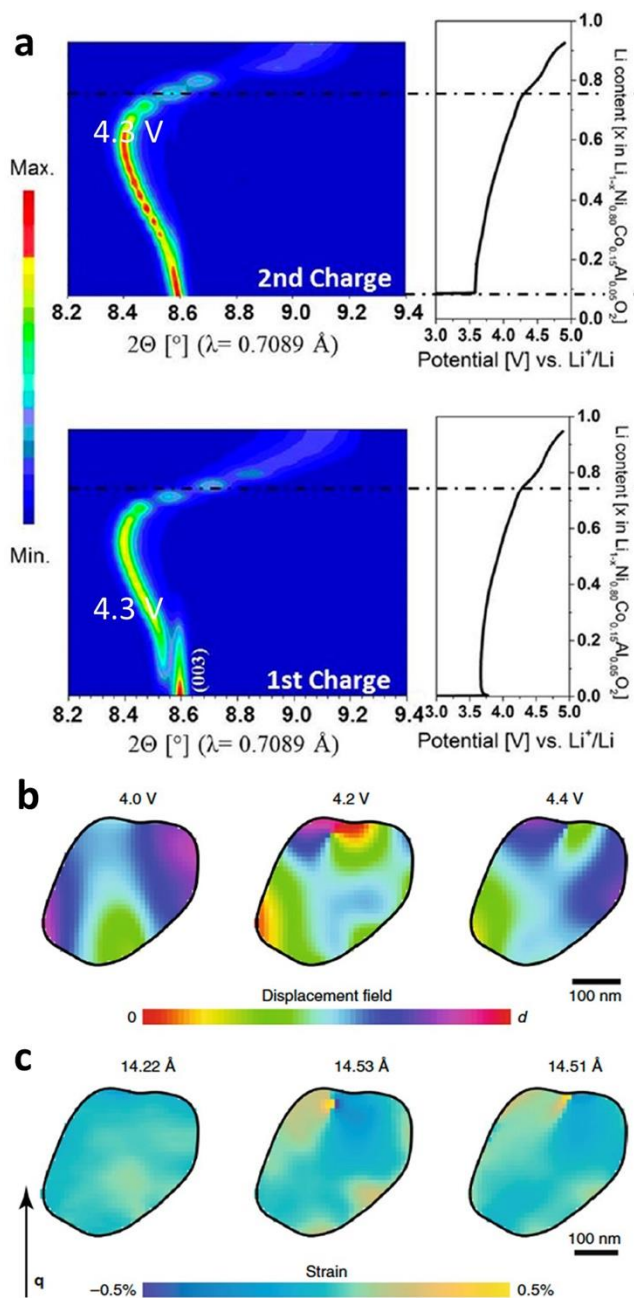 a
Max.
Min.
4.3 V
2nd Charge
8.2 8.4 8.6 8.8 9.0 9.2 9.4
2Θ [°] (λ= 0.7089 Å)
1.0
0.8
0.6
0.4
0.2
0.0
3.0 3.5 4.0 4.5 5.0
Potential [V] vs. Li⁺/Li
Li content [x in Li₁₋ₓNi₀.₈₀Co₀.₁₅Al₀.₀₅O₂]
4.3 V
(003)
1st Charge
8.2 8.4 8.6 8.8 9.0 9.2 9.4
2Θ [°] (λ= 0.7089 Å)
1.0
0.8
0.6
0.4
0.2
0.0
3.0 3.5 4.0 4.5 5.0
Potential [V] vs. Li⁺/Li
Li content [x in Li₁₋ₓNi₀.₈₀Co₀.₁₅Al₀.₀₅O₂]
b
4.0 V 4.2 V 4.4 V
100 nm
Displacement field
0 d
c
14.22 Å 14.53 Å 14.51 Å
100 nm
q
Strain
−0.5% 0.5%